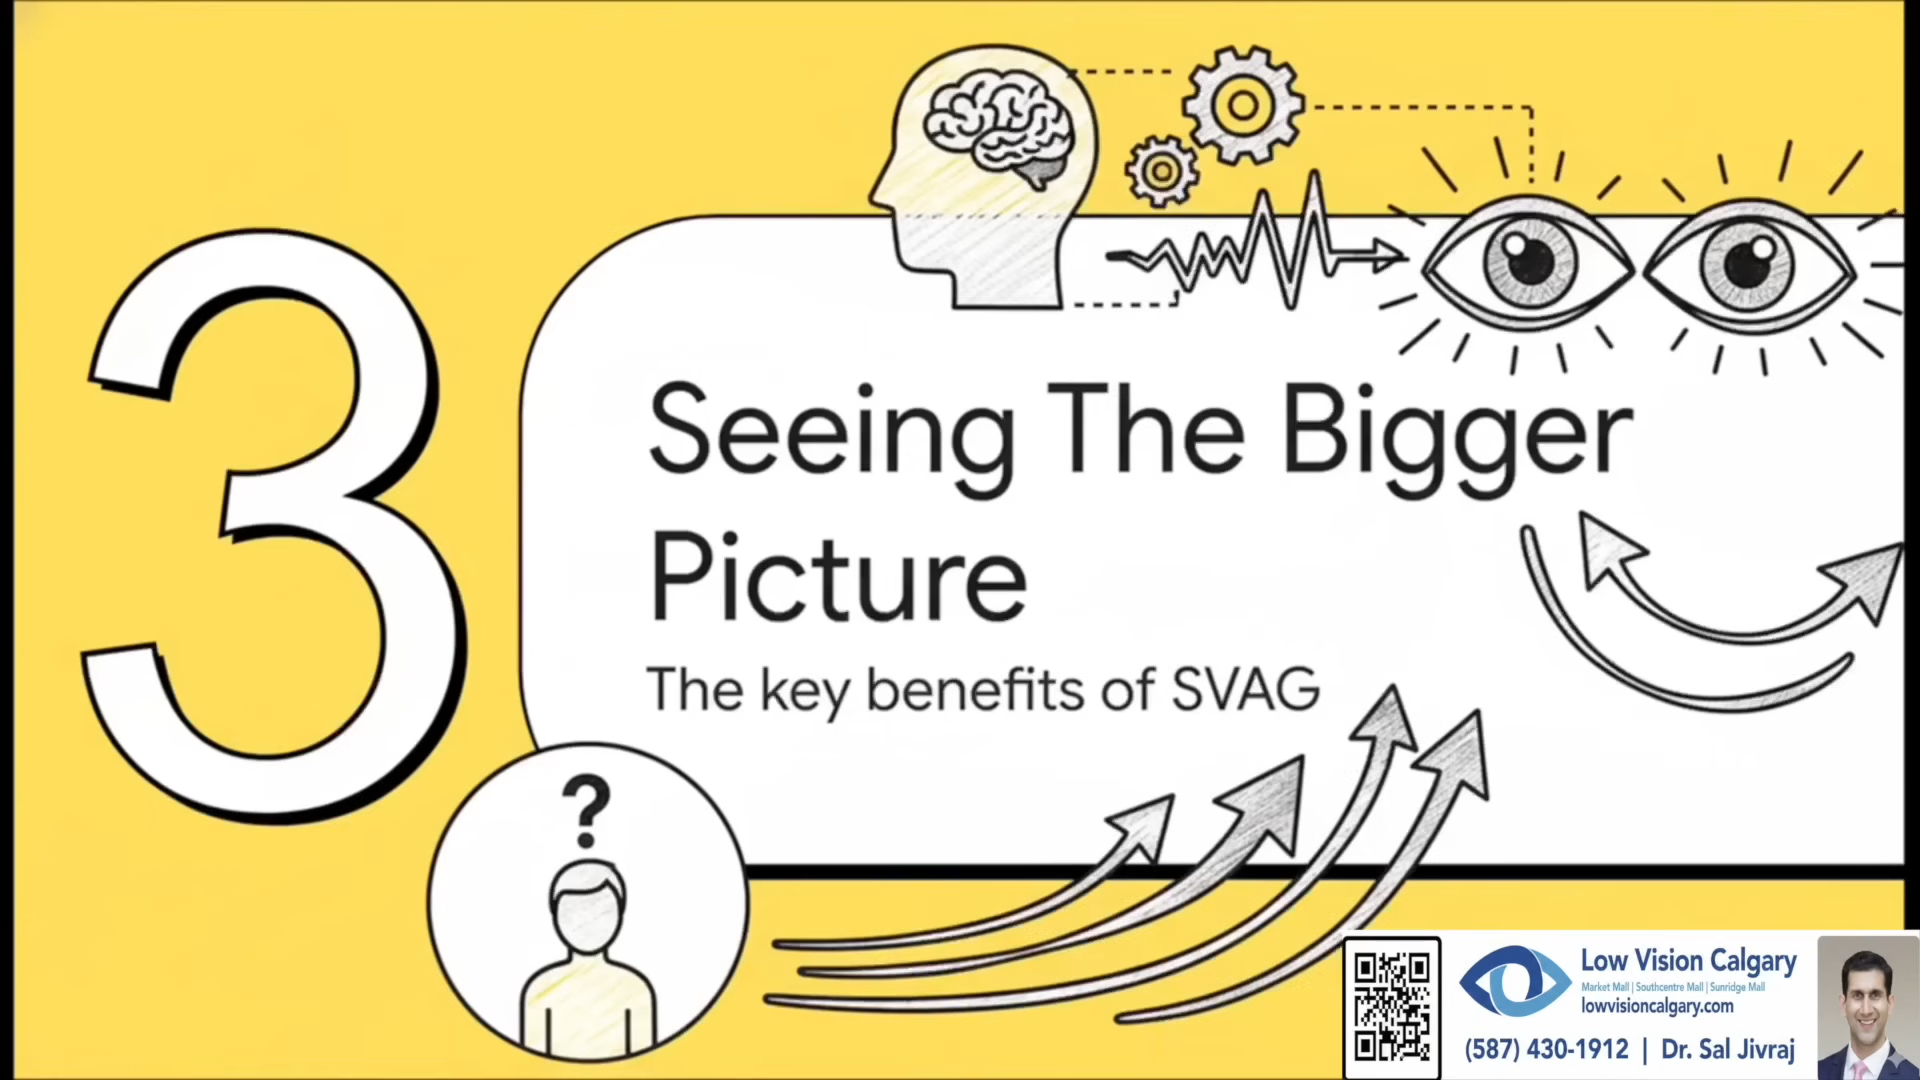 3
Seeing The Bigger
Picture
The key benefits of SVAG
?
Low Vision Calgary
Market Mall | Southcentre Mall | Sunridge Mall
lowvisioncalgary.com
(587) 430-1912 | Dr. Sal Jivraj